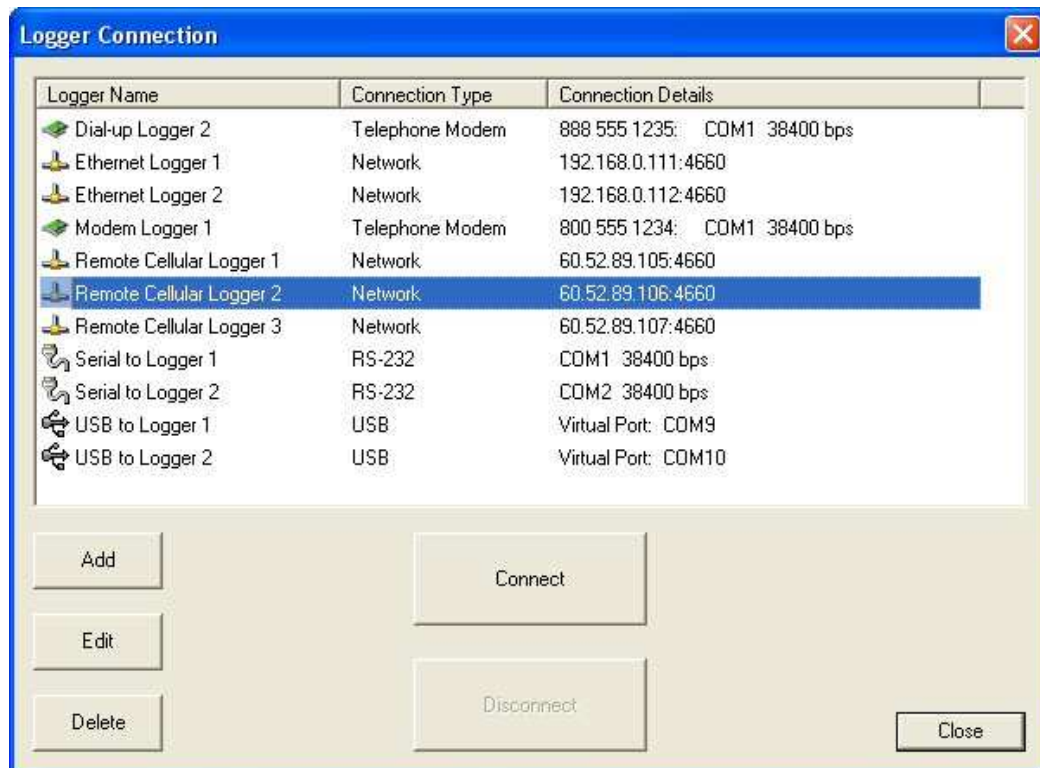 Logger Connection
Logger Name Connection Type Connection Details
Dial-up Logger 2 Telephone Modem 888 555 1235: COM1 38400 bps
Ethernet Logger 1 Network 192.168.0.111:4660
Ethernet Logger 2 Network 192.168.0.112:4660
Modem Logger 1 Telephone Modem 800 555 1234: COM1 38400 bps
Remote Cellular Logger 1 Network 60.52.89.105:4660
Remote Cellular Logger 2 Network 60.52.89.106:4660
Remote Cellular Logger 3 Network 60.52.89.107:4660
Serial to Logger 1 RS-232 COM1 38400 bps
Serial to Logger 2 RS-232 COM2 38400 bps
USB to Logger 1 USB Virtual Port: COM9
USB to Logger 2 USB Virtual Port: COM10
Add
Connect
Edit
Disconnect
Delete
Close